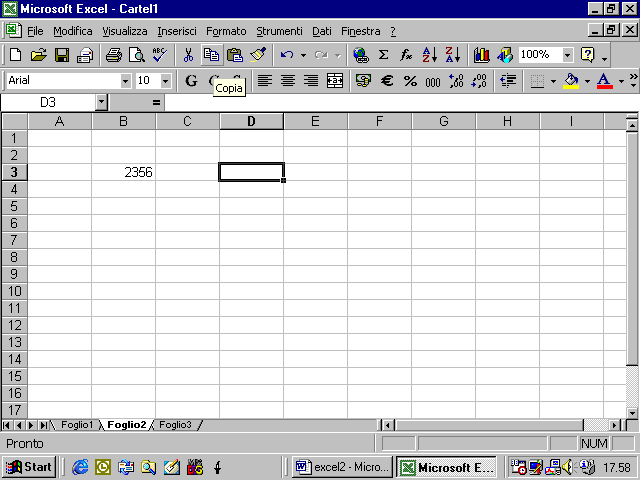 Microsoft Excel - Cartel1
File Modifica Visualizza Inserisci Formato Strumenti Dati Finestra ?
100%
Arial 10 G C € % 000
Copia
D3 =
A B C D E F G H I
1
2
3 2356
4
5
6
7
8
9
10
11
12
13
14
15
16
17
Foglio1 Foglio2 Foglio3
Pronto NUM
Start excel2 - Micro... Microsoft E... 17.58